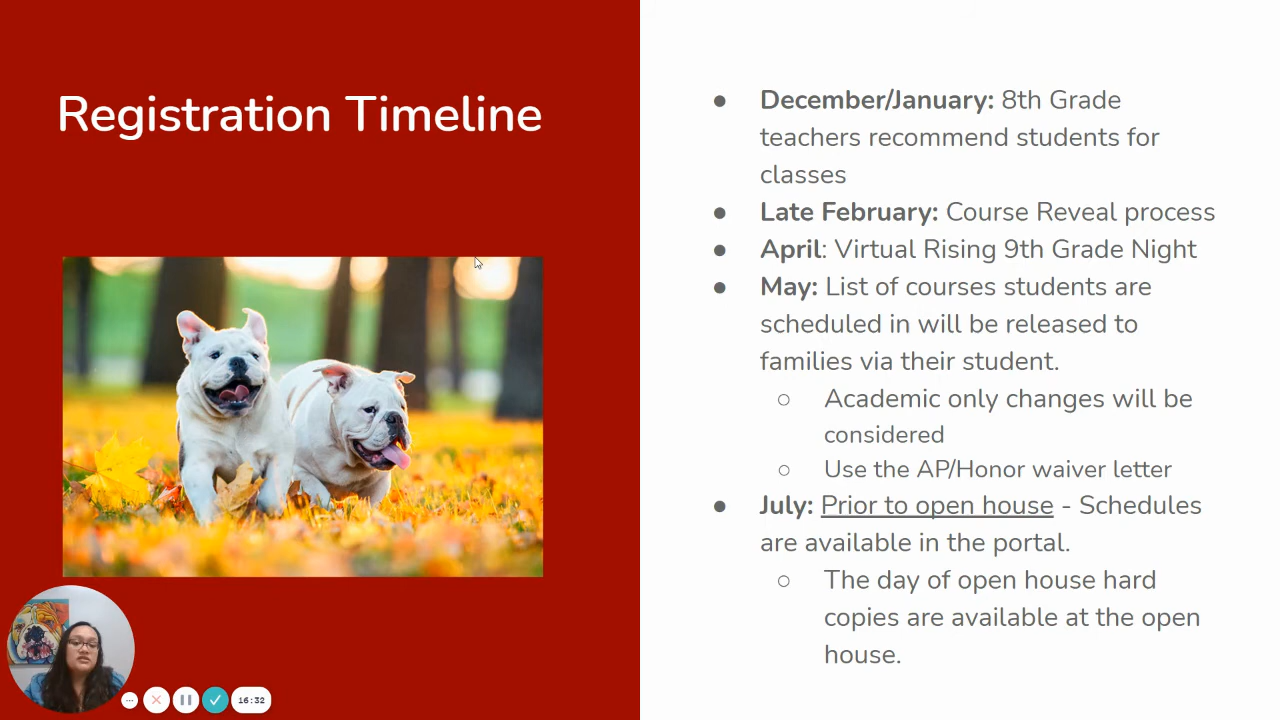 Registration Timeline
● December/January: 8th Grade
teachers recommend students for
classes
● Late February: Course Reveal process
● April: Virtual Rising 9th Grade Night
● May: List of courses students are
scheduled in will be released to
families via their student.
○ Academic only changes will be
considered
○ Use the AP/Honor waiver letter
● July: Prior to open house - Schedules
are available in the portal.
○ The day of open house hard
copies are available at the open
house.
16:32